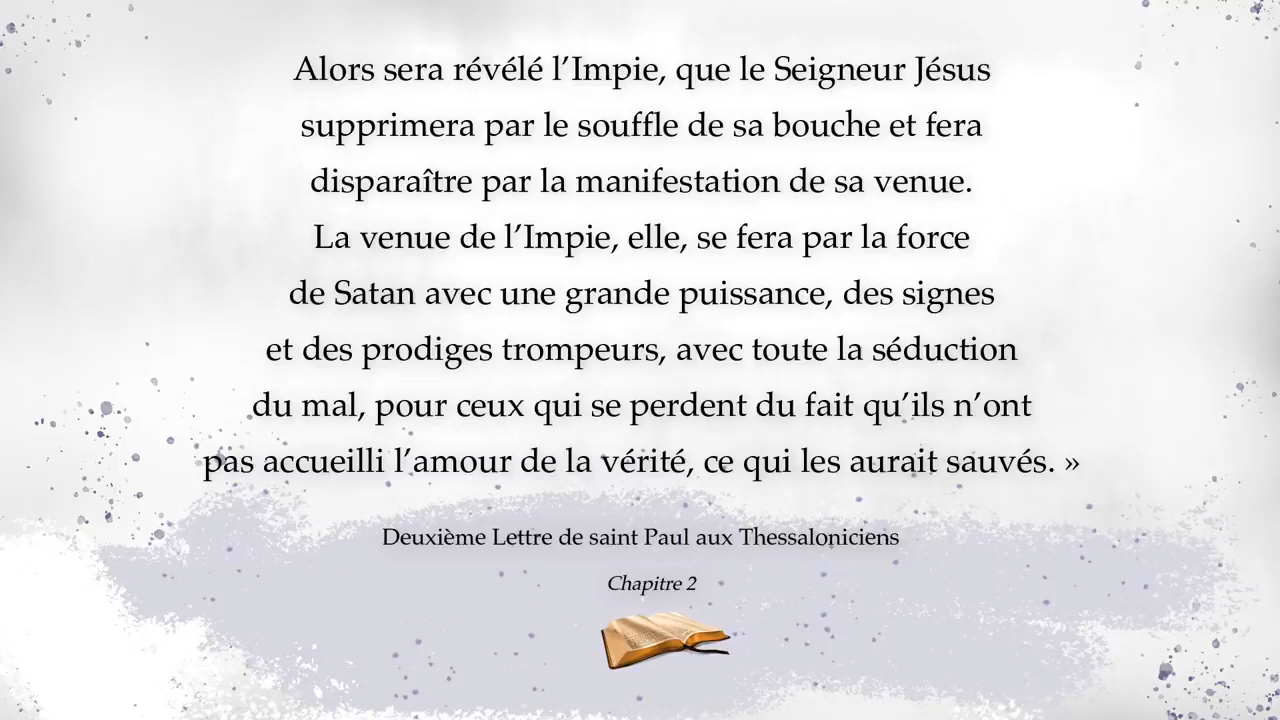 Alors sera révélé l’Impie, que le Seigneur Jésus
supprimera par le souffle de sa bouche et fera
disparaître par la manifestation de sa venue.
La venue de l’Impie, elle, se fera par la force
de Satan avec une grande puissance, des signes
et des prodiges trompeurs, avec toute la séduction
du mal, pour ceux qui se perdent du fait qu’ils n’ont
pas accueilli l’amour de la vérité, ce qui les aurait sauvés. »
Deuxième Lettre de saint Paul aux Thessaloniciens
Chapitre 2